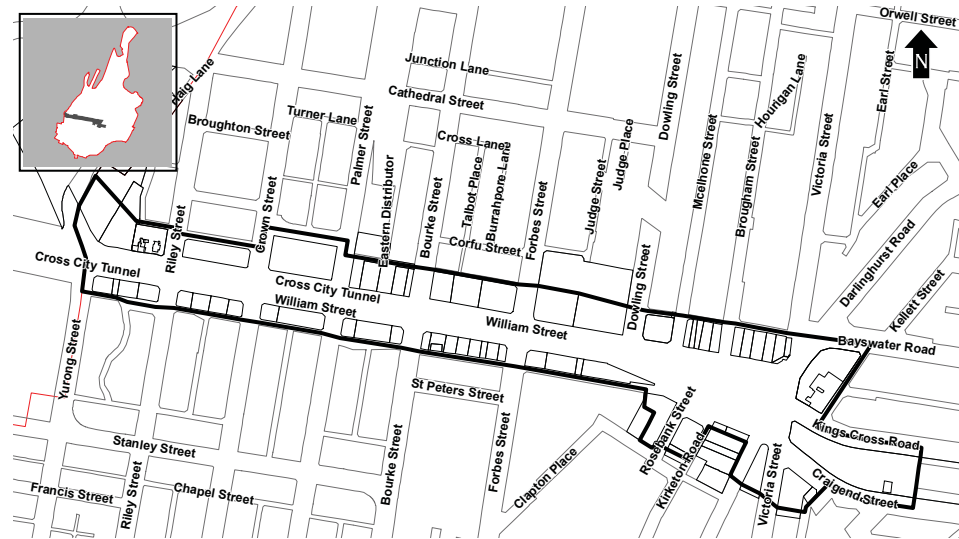 Orwell Street
N
Junction Lane
Haig Lane
Cathedral Street
Turner Lane
Broughton Street
Cross Lane
Palmer Street
Eastern Distributor
Bourke Street
Talbot Place
Burrahpore Lane
Forbes Street
Judge Street
Judge Place
Dowling Street
Mcelhone Street
Brougham Street
Hourigan Lane
Victoria Street
Earl Street
Earl Place
Darlinghurst Road
Kellett Street
Riley Street
Crown Street
Corfu Street
Dowling Street
Cross City Tunnel
Cross City Tunnel
William Street
William Street
Bayswater Road
Yurong Street
St Peters Street
Stanley Street
Francis Street
Riley Street
Chapel Street
Bourke Street
Forbes Street
Clapton Place
Rosebank Street
Kirketon Road
Victoria Street
Kings Cross Road
Craigend Street